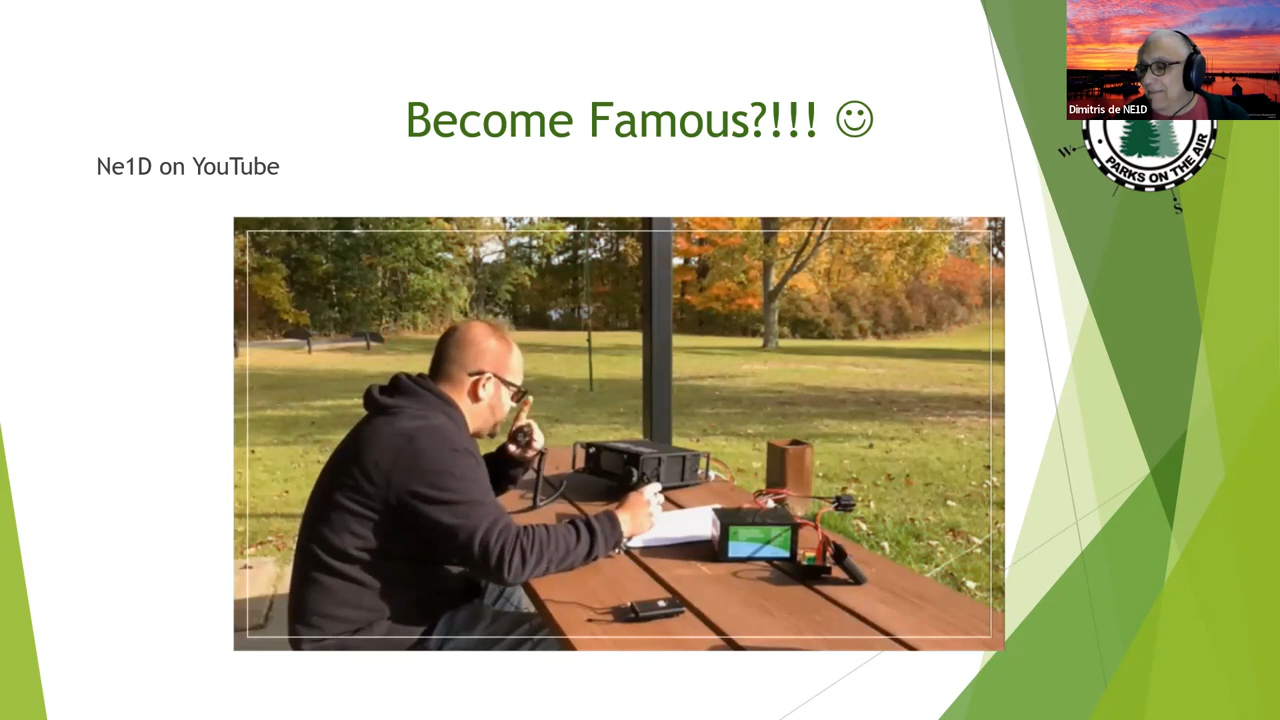 Become Famous?!!! ☺
Ne1D on YouTube
Dimitris de NE1D
W
PARKS ON THE AIR
S